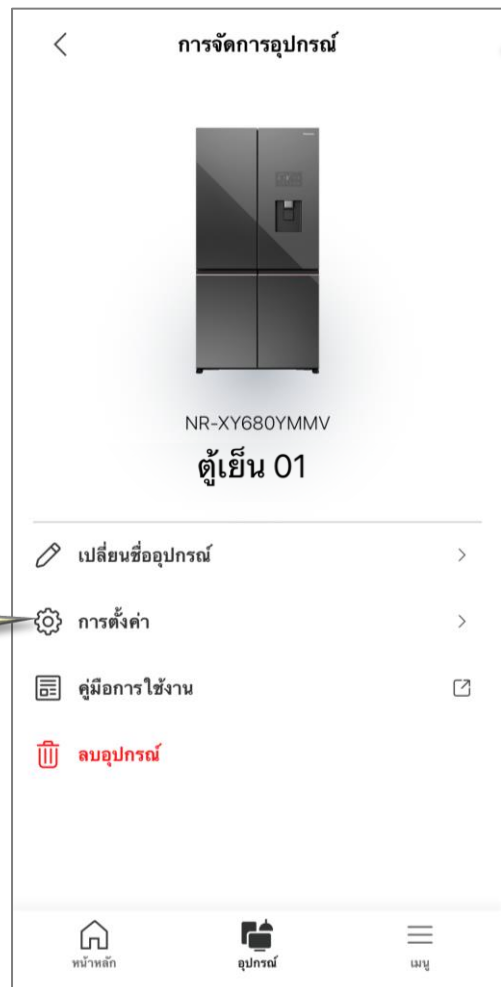 การจัดการอุปกรณ์
NR-XY680YMMV
ตู้เย็น 01
เปลี่ยนชื่ออุปกรณ์
การตั้งค่า
คู่มือการใช้งาน
ลบอุปกรณ์
หน้าหลัก
อุปกรณ์
เมนู